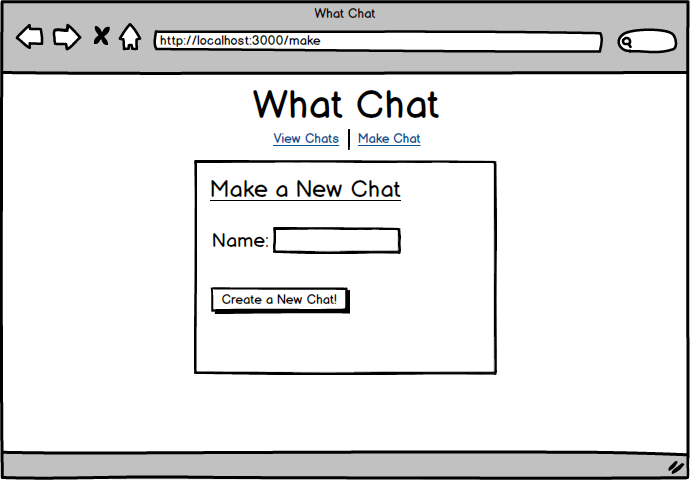 What Chat
http://localhost:3000/make
What Chat
View Chats | Make Chat
Make a New Chat
Name:
Create a New Chat!